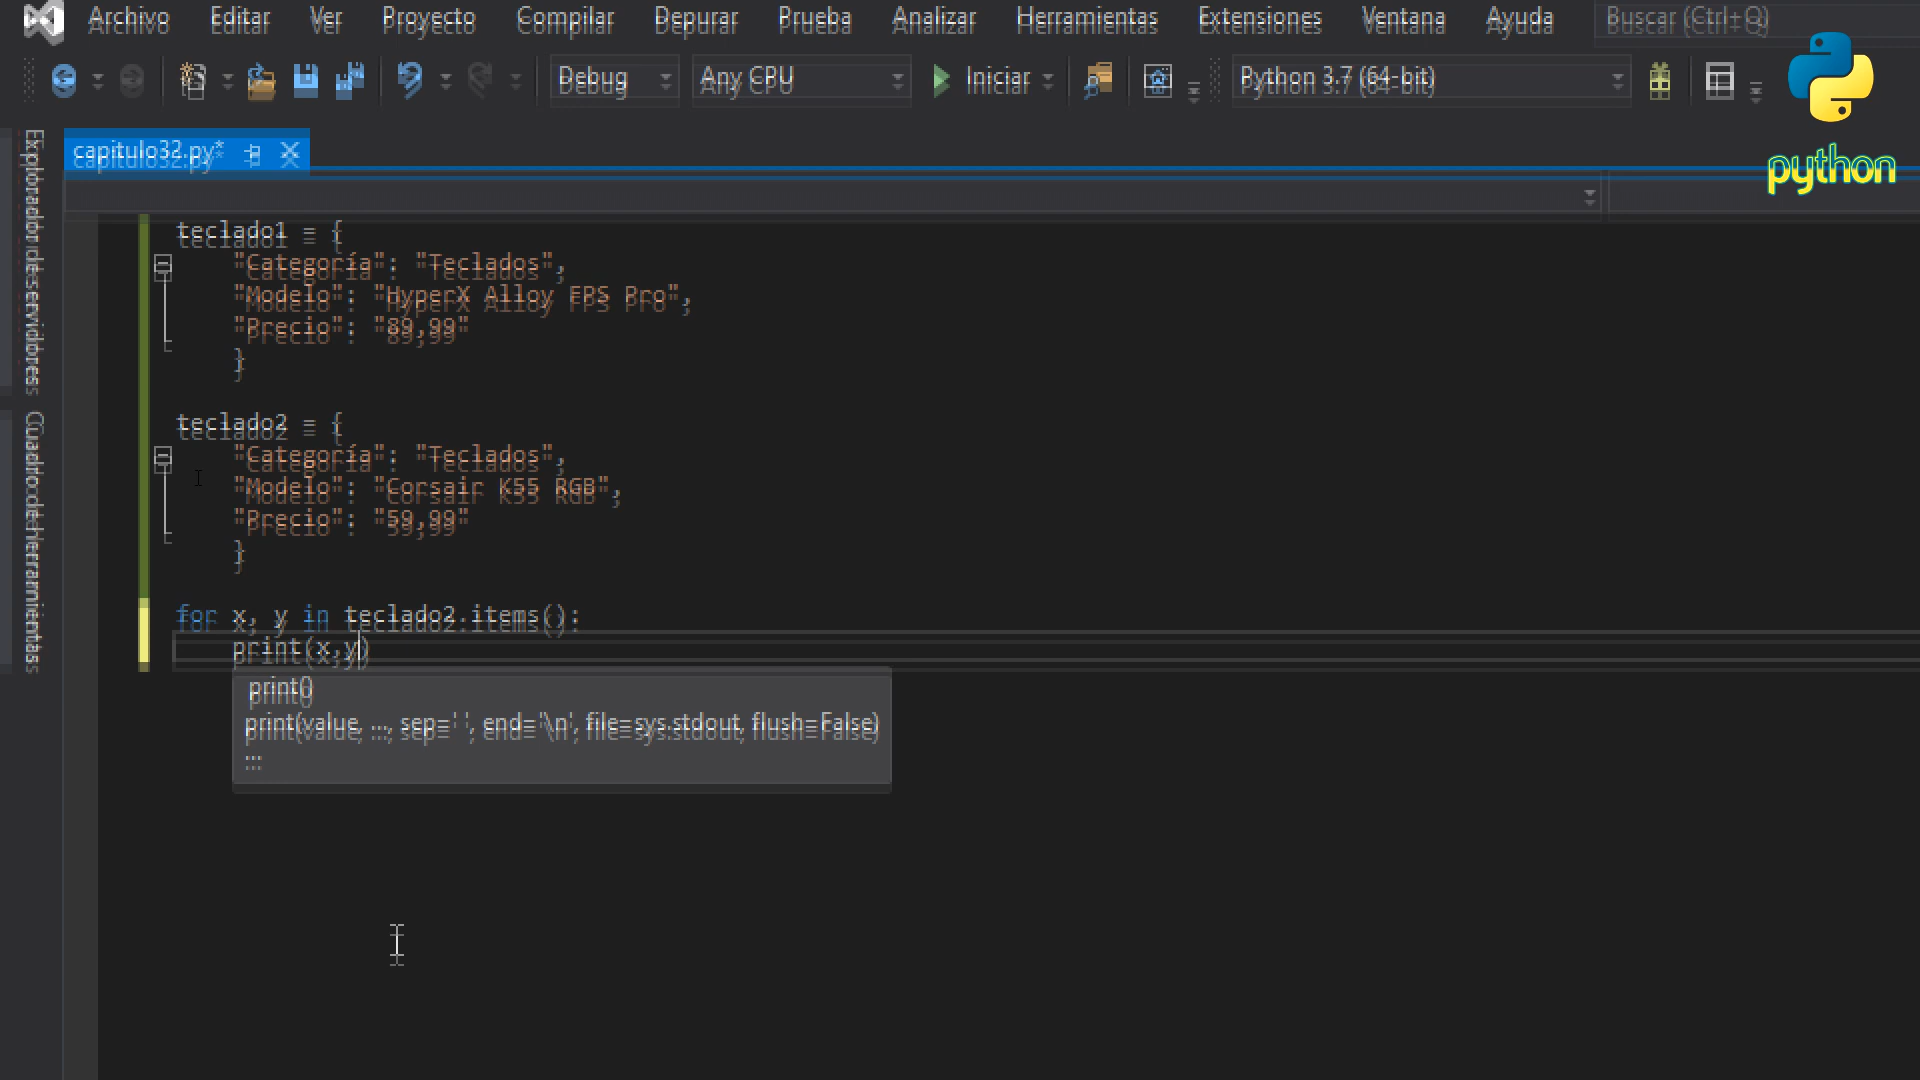 Archivo Editar Ver Proyecto Compilar Depurar Prueba Analizar Herramientas Extensiones Ventana Ayuda Buscar (Ctrl+Q)
Debug Any CPU Iniciar Python 3.7 (64-bit)
python
Explorador de servidores
Cuadro de herramientas
capitulo32.py*
teclado1 = {
"Categoría": "Teclados",
"Modelo": "HyperX Alloy FPS Pro",
"Precio": "89,99"
}
teclado2 = {
"Categoría": "Teclados",
"Modelo": "Corsair K55 RGB",
"Precio": "59,99"
}
for x, y in teclado2.items():
print(x,y)
print()
print(value, ..., sep=' ', end='\n', file=sys.stdout, flush=False)
...